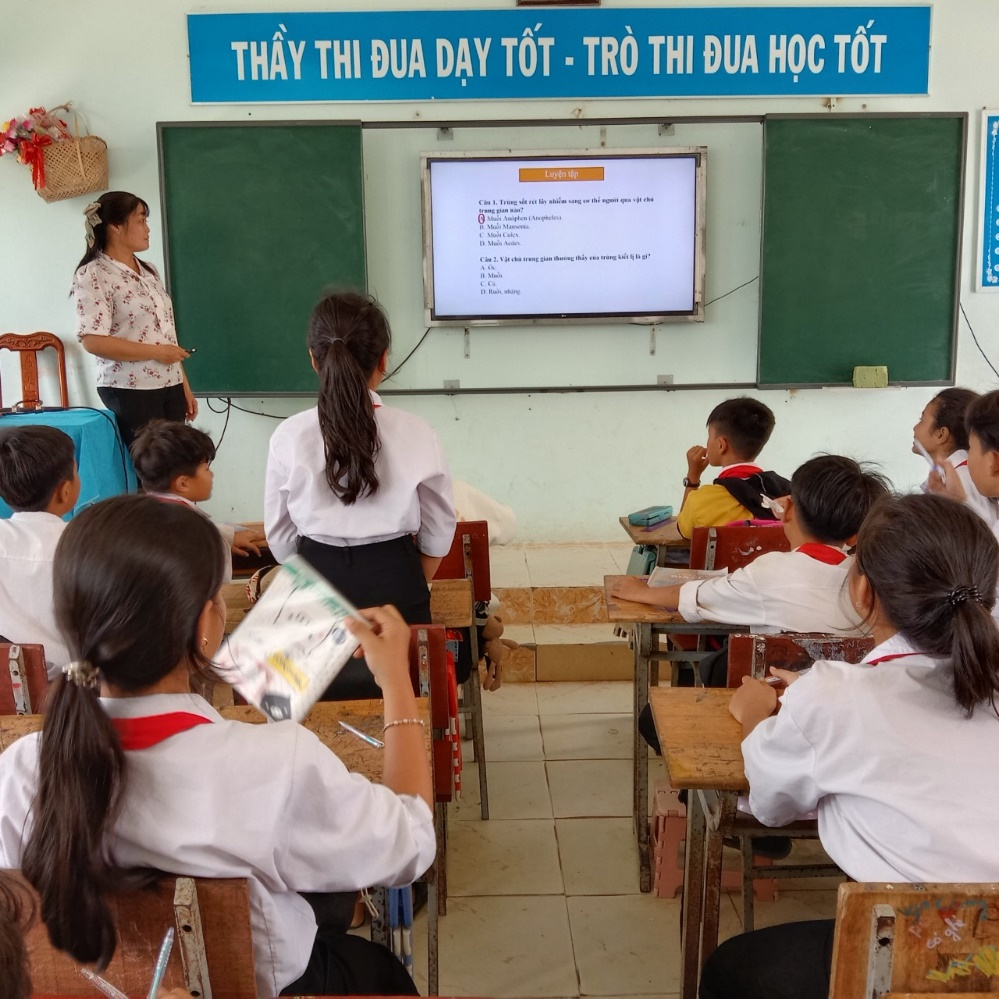 THẦY THI ĐUA DẠY TỐT - TRÒ THI ĐUA HỌC TỐT
Luyện tập
Câu 1. Trùng sốt rét lây nhiễm sang cơ thể người qua vật chủ
trung gian nào?
A. Muỗi Anôphen (Anopheles).
B. Muỗi Mansonia.
C. Muỗi Culex.
D. Muỗi Aedes.
Câu 2. Vật chủ trung gian thường thấy của trùng kiết lị là gì?
A. Ốc.
B. Muỗi.
C. Cá.
D. Ruồi, nhặng.